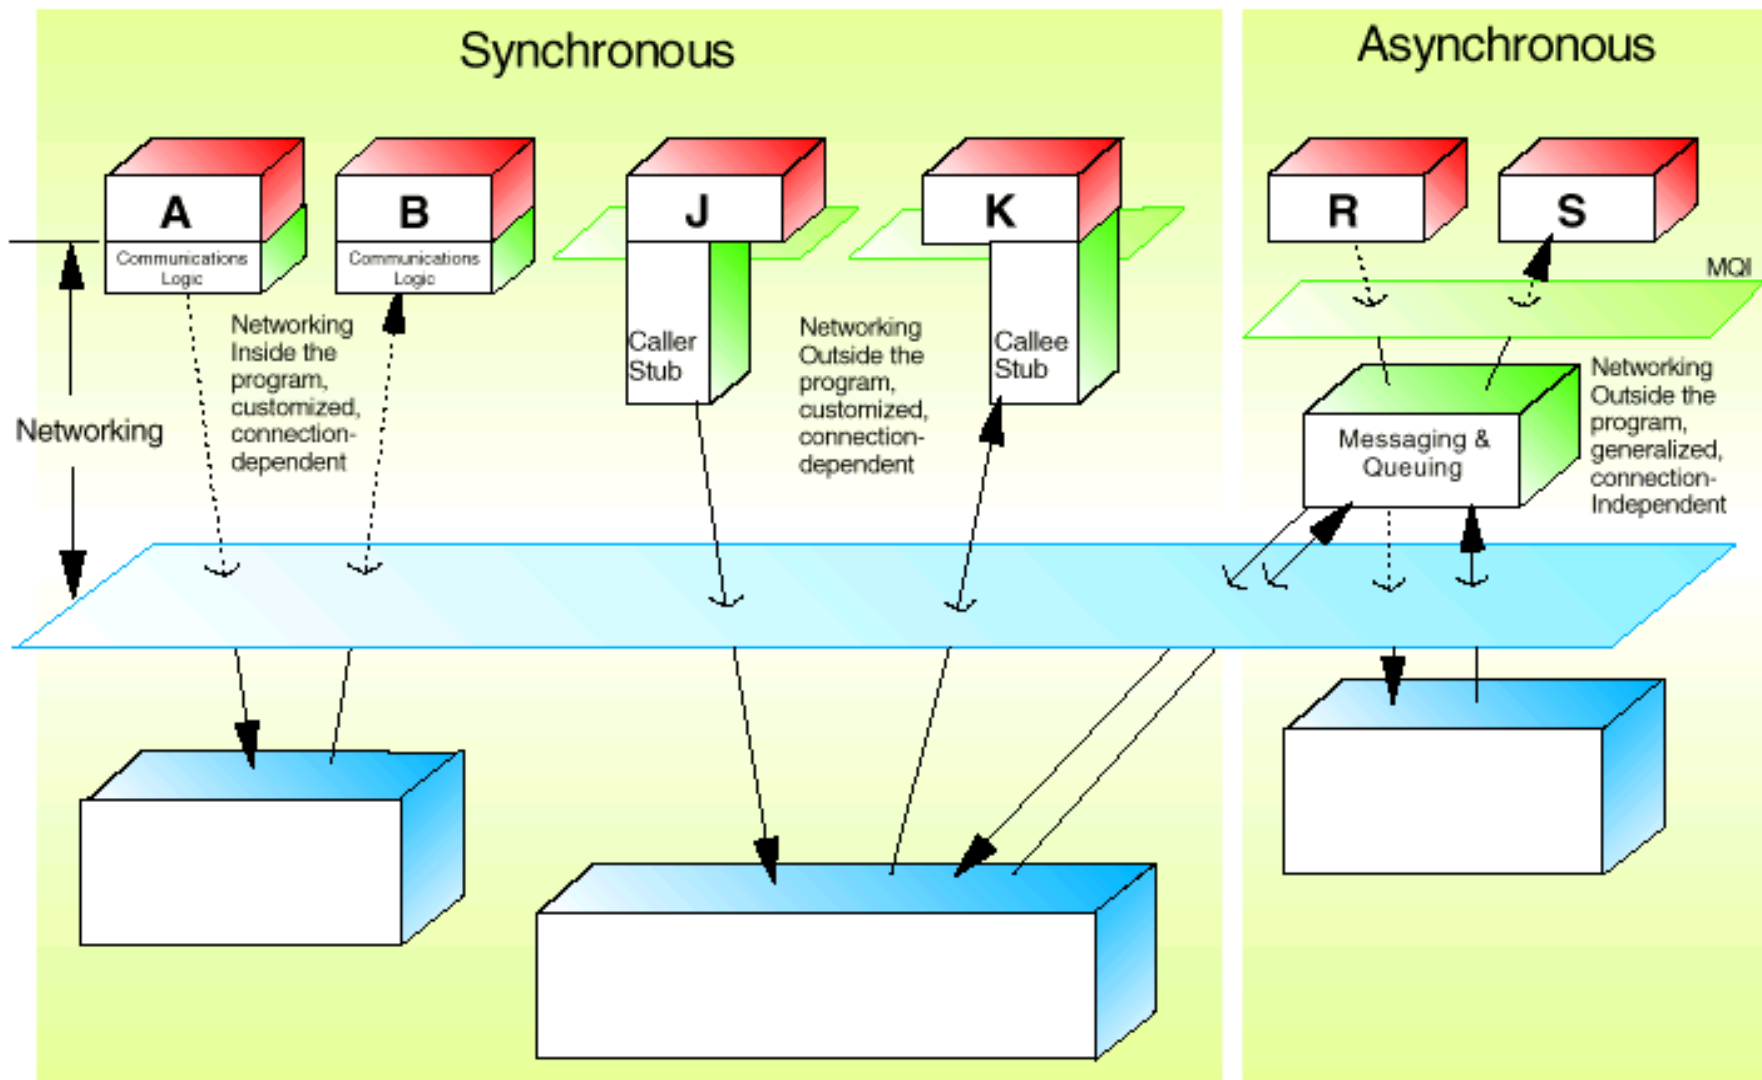 Synchronous
Asynchronous
A
Communications
Logic
B
Communications
Logic
J
Caller
Stub
K
Callee
Stub
R
S
MQI
Networking
Networking
Inside the
program,
customized,
connection-
dependent
Networking
Outside the
program,
customized,
connection-
dependent
Messaging &
Queuing
Networking
Outside the
program,
generalized,
connection-
Independent